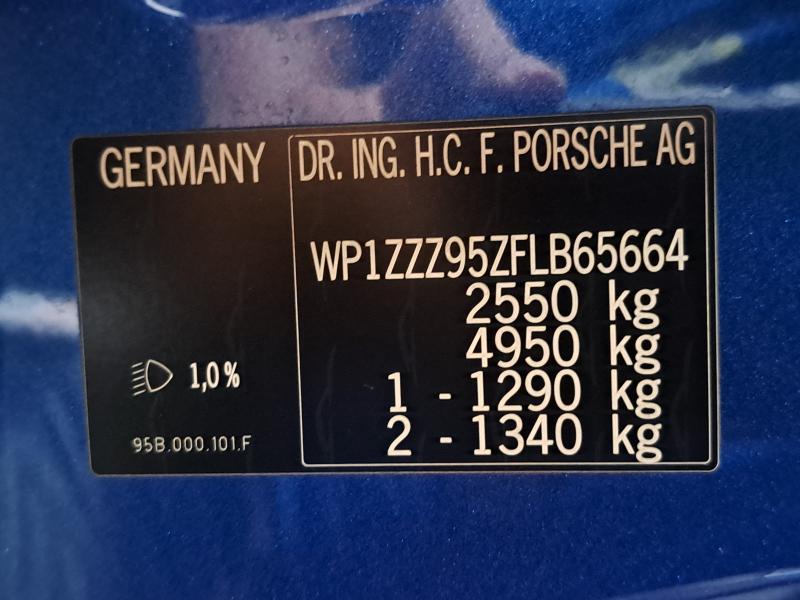 GERMANY
DR. ING. H.C. F. PORSCHE AG
WP1ZZZ95ZFLB65664
2550 kg
4950 kg
1 - 1290 kg
2 - 1340 kg
1,0%
95B.000.101.F